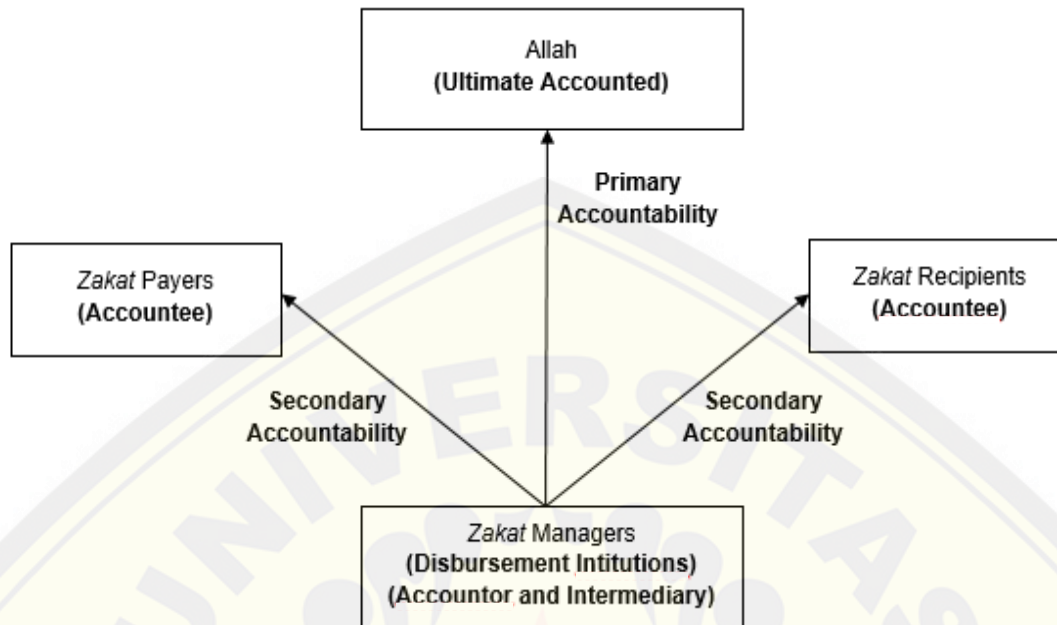 Allah
(Ultimate Accounted)
Primary
Accountability
Zakat Payers
(Accountee)
Zakat Recipients
(Accountee)
Secondary
Accountability
Secondary
Accountability
Zakat Managers
(Disbursement Intitutions)
(Accountor and Intermediary)
UNIVERSITAS